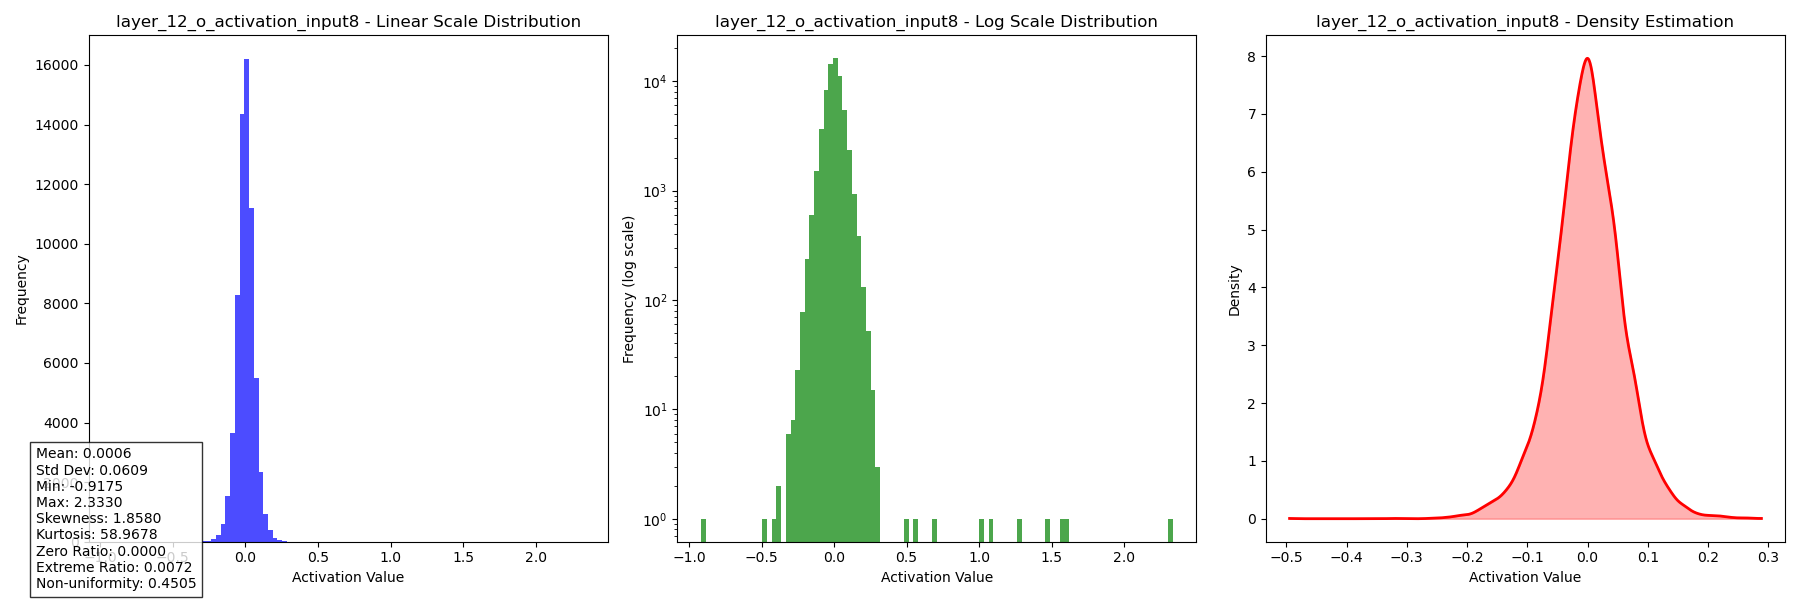 layer_12_o_activation_input8 - Linear Scale Distribution
16000
14000
12000
10000
8000
6000
4000
2000
0
Frequency
−1.0 −0.5 0.0 0.5 1.0 1.5 2.0
Activation Value
Mean: 0.0006
Std Dev: 0.0609
Min: -0.9175
Max: 2.3330
Skewness: 1.8580
Kurtosis: 58.9678
Zero Ratio: 0.0000
Extreme Ratio: 0.0072
Non-uniformity: 0.4505
layer_12_o_activation_input8 - Log Scale Distribution
10⁴
10³
10²
10¹
10⁰
Frequency (log scale)
−1.0 −0.5 0.0 0.5 1.0 1.5 2.0
Activation Value
layer_12_o_activation_input8 - Density Estimation
8
7
6
5
4
3
2
1
0
Density
−0.5 −0.4 −0.3 −0.2 −0.1 0.0 0.1 0.2 0.3
Activation Value